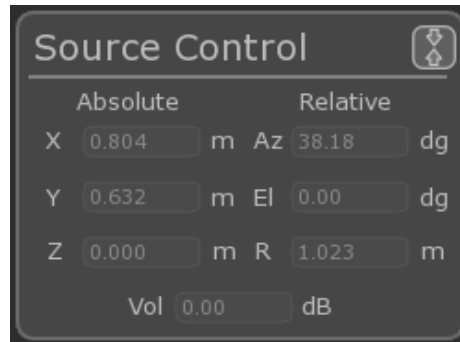 Source Control
Absolute Relative
X 0.804 m Az 38.18 dg
Y 0.632 m El 0.00 dg
Z 0.000 m R 1.023 m
Vol 0.00 dB